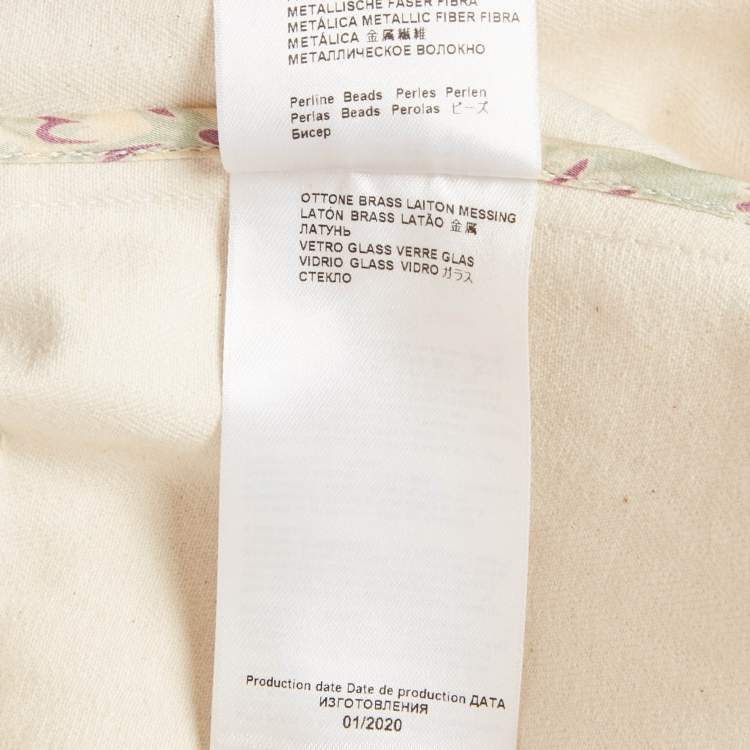 METALLISCHE FASER FIBRA
METÁLICA METALLIC FIBER FIBRA
METÁLICA 金属繊維
МЕТАЛЛИЧЕСКОЕ ВОЛОКНО
Perline Beads Perles Perlen
Perlas Beads Perolas ビーズ
Бисер
OTTONE BRASS LAITON MESSING
LATÓN BRASS LATÃO 金属
ЛАТУНЬ
VETRO GLASS VERRE GLAS
VIDRIO GLASS VIDRO ガラス
СТЕКЛО
Production date Date de production ДАТА
ИЗГОТОВЛЕНИЯ
01/2020